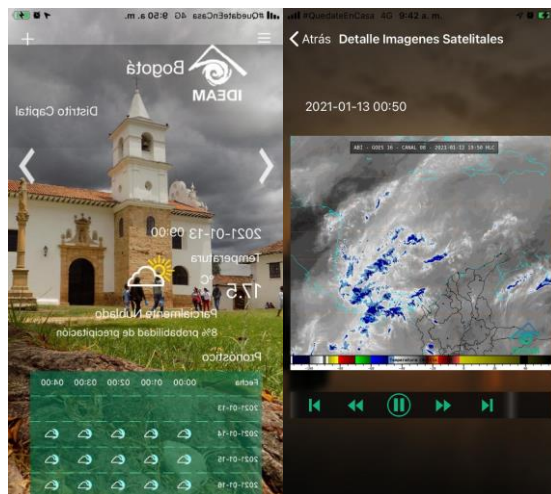 #QuedateEnCasa 4G 9:50 a. m.
Bogotá
IDEAM
Distrito Capital
2021-01-13 09:00
Temperatura
17.5 °C
Parcialmente Nublado
8% probabilidad de precipitación
Pronóstico
Fecha 00:00 01:00 02:00 03:00 04:00
2021-01-13
2021-01-14
2021-01-15
2021-01-16
#QuedateEnCasa 4G 9:42 a. m.
Atrás Detalle Imagenes Satelitales
2021-01-13 00:50